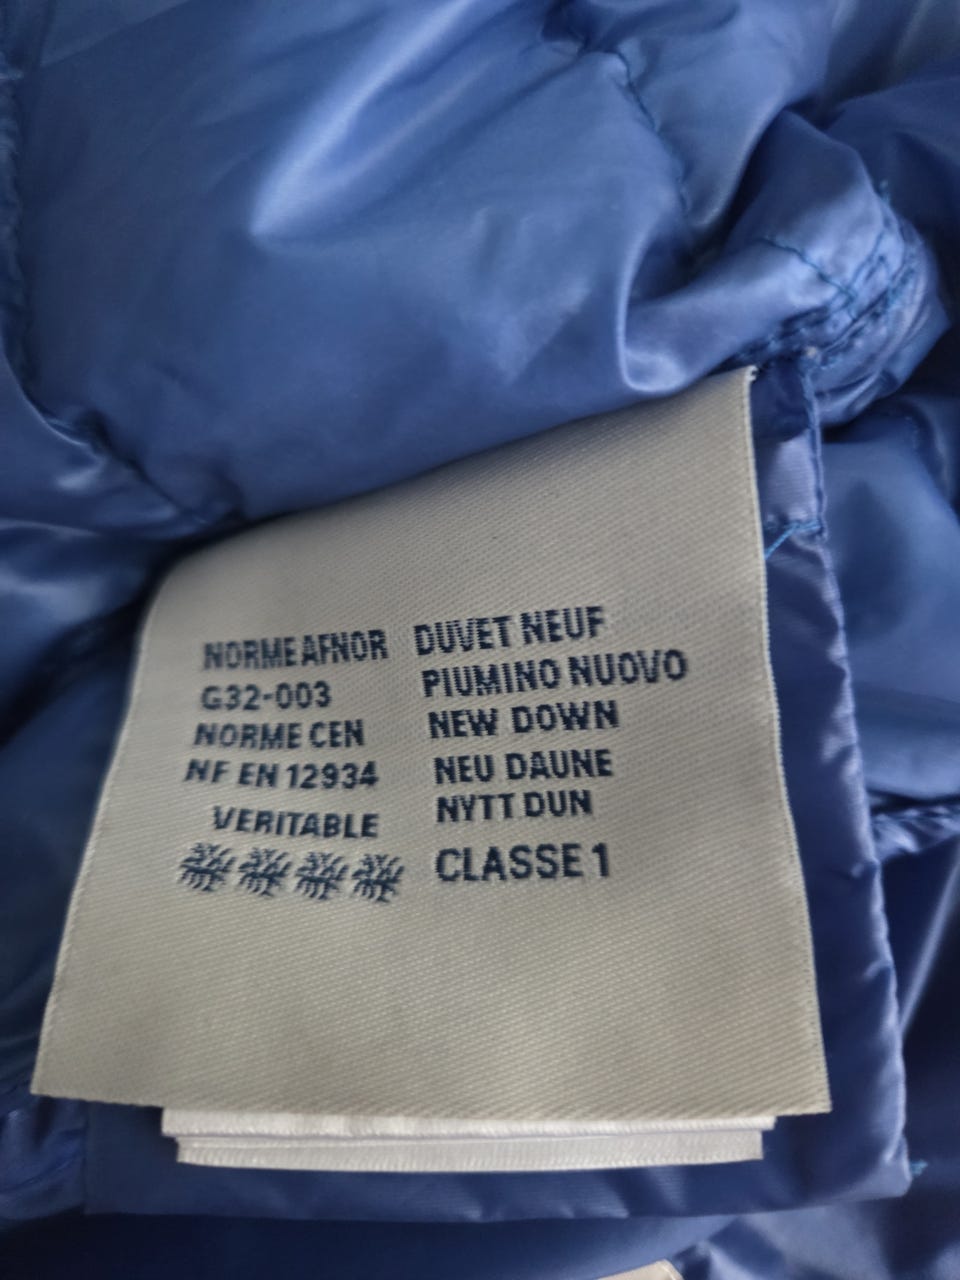 NORME AFNOR
G32-003
NORME CEN
NF EN 12934
VERITABLE
DUVET NEUF
PIUMINO NUOVO
NEW DOWN
NEU DAUNE
NYTT DUN
CLASSE 1